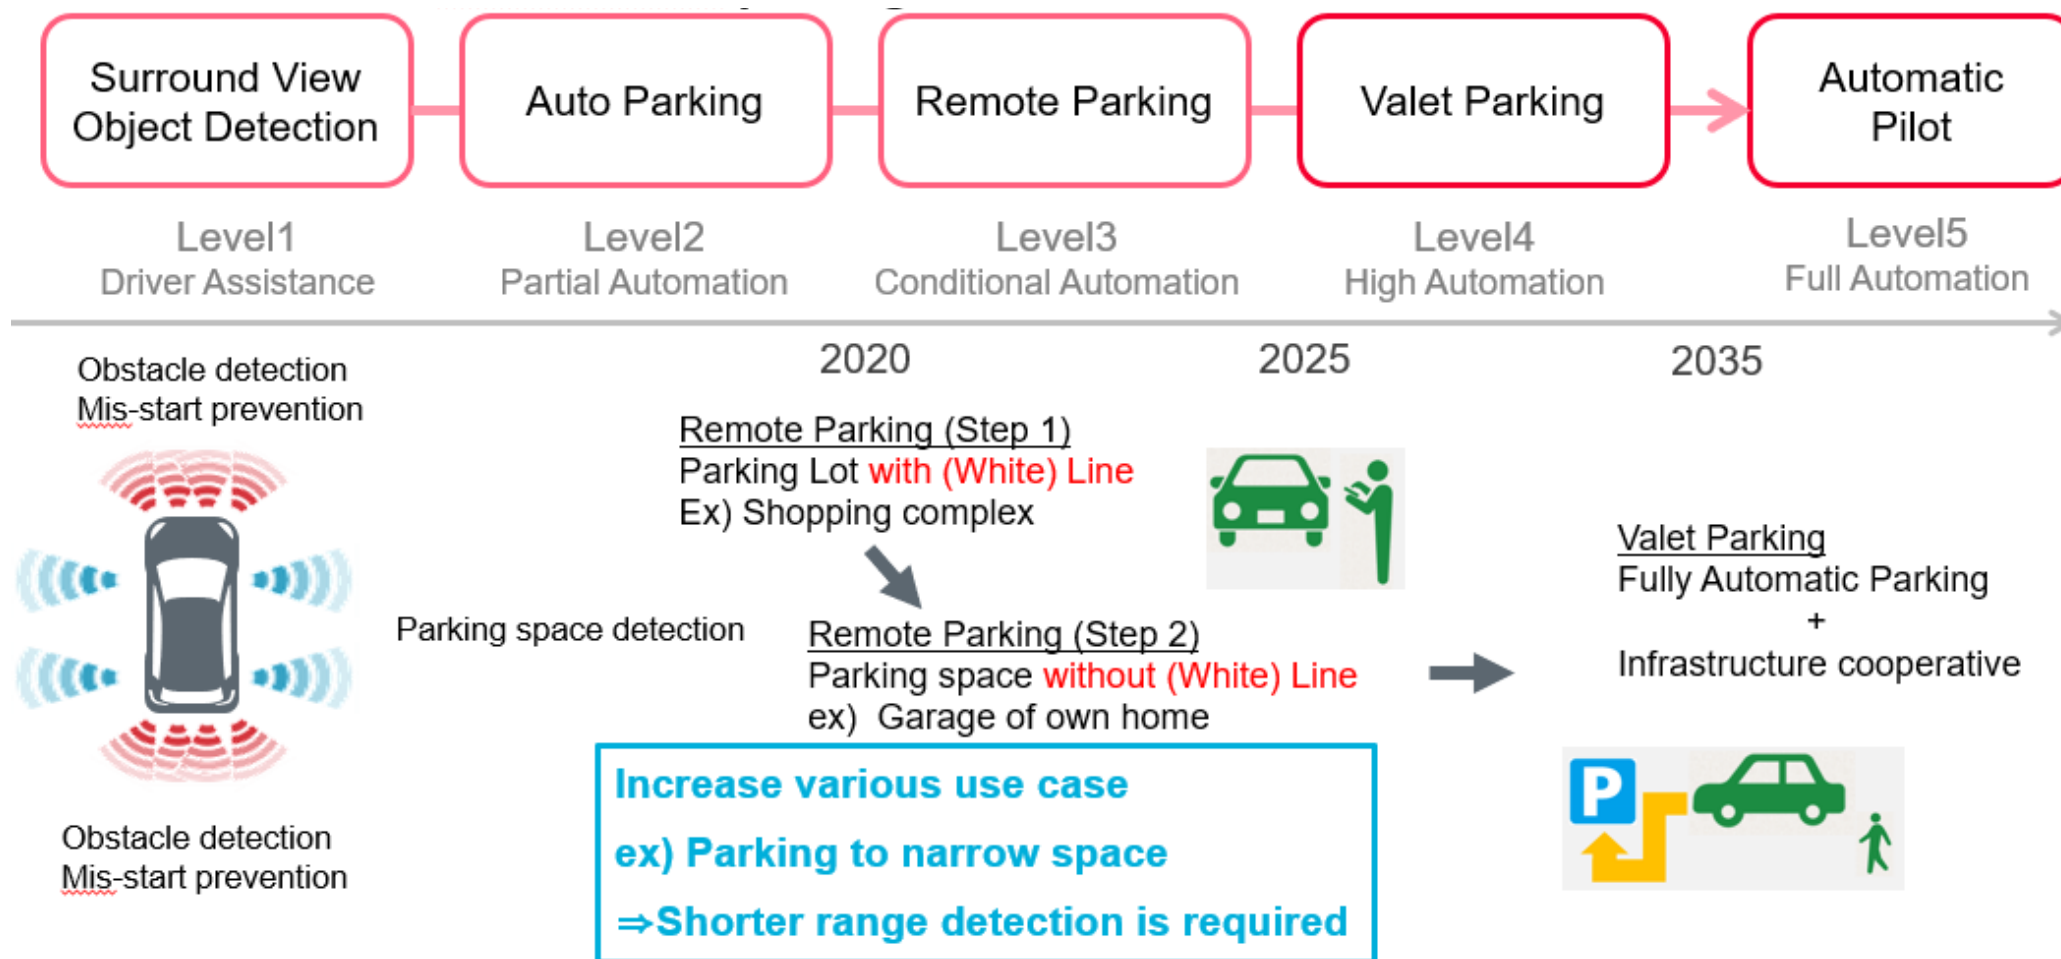 Surround View
Object Detection
Auto Parking
Remote Parking
Valet Parking
Automatic
Pilot
Level1
Driver Assistance
Level2
Partial Automation
Level3
Conditional Automation
Level4
High Automation
Level5
Full Automation
2020
2025
2035
Obstacle detection
Mis-start prevention
Remote Parking (Step 1)
Parking Lot with (White) Line
Ex) Shopping complex
Parking space detection
Remote Parking (Step 2)
Parking space without (White) Line
ex)  Garage of own home
Valet Parking
Fully Automatic Parking
+
Infrastructure cooperative
Increase various use case
ex) Parking to narrow space
⇒Shorter range detection is required
P
Obstacle detection
Mis-start prevention